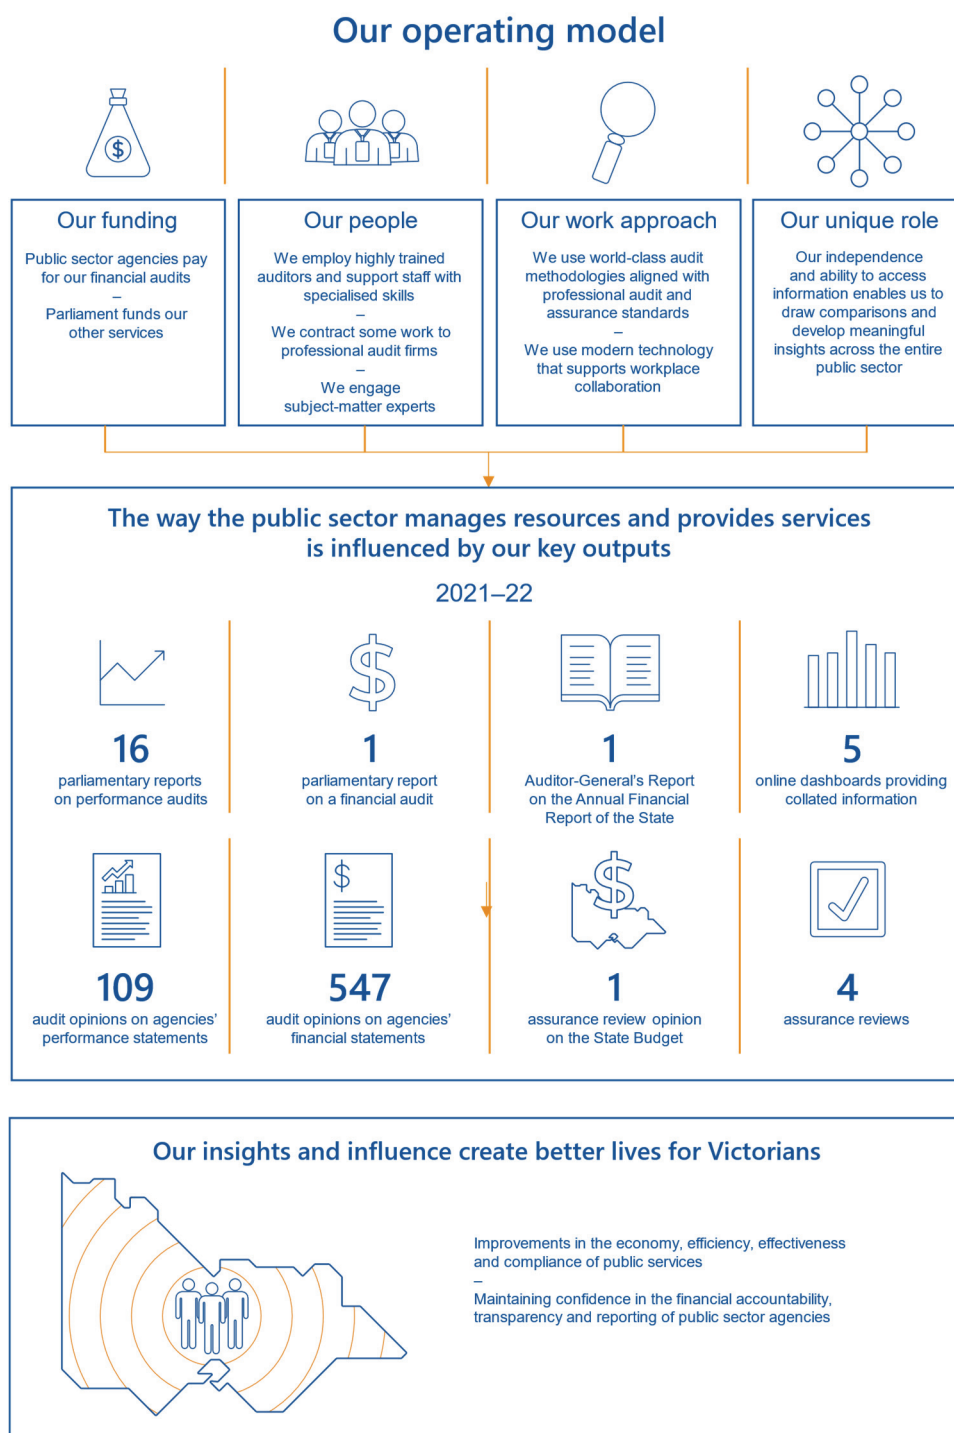 Our operating model
Our funding
Public sector agencies pay
for our financial audits
–
Parliament funds our
other services
Our people
We employ highly trained
auditors and support staff with
specialised skills
–
We contract some work to
professional audit firms
–
We engage
subject-matter experts
Our work approach
We use world-class audit
methodologies aligned with
professional audit and
assurance standards
–
We use modern technology
that supports workplace
collaboration
Our unique role
Our independence
and ability to access
information enables us to
draw comparisons and
develop meaningful
insights across the entire
public sector
The way the public sector manages resources and provides services
is influenced by our key outputs
2021–22
16
parliamentary reports
on performance audits
1
parliamentary report
on a financial audit
1
Auditor-General's Report
on the Annual Financial
Report of the State
5
online dashboards providing
collated information
109
audit opinions on agencies'
performance statements
547
audit opinions on agencies'
financial statements
1
assurance review opinion
on the State Budget
4
assurance reviews
Our insights and influence create better lives for Victorians
Improvements in the economy, efficiency, effectiveness
and compliance of public services
–
Maintaining confidence in the financial accountability,
transparency and reporting of public sector agencies